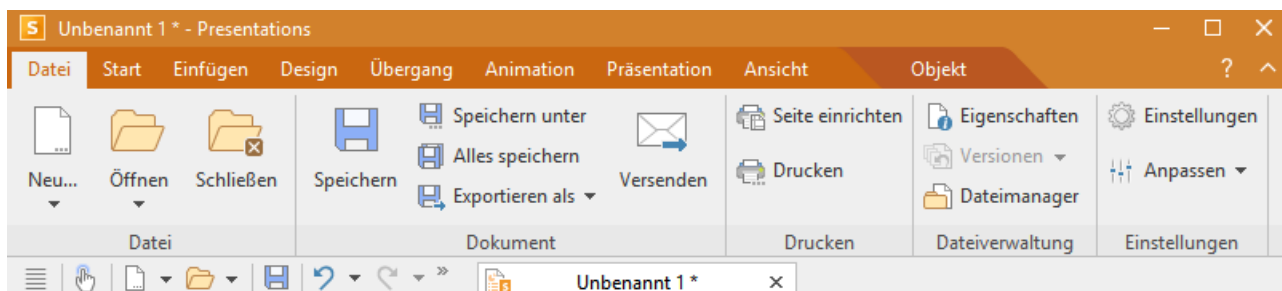 S Unbenannt 1 * - Presentations
Datei Start Einfügen Design Übergang Animation Präsentation Ansicht Objekt ?
Neu... Öffnen Schließen
Datei
Speichern
Speichern unter
Alles speichern
Exportieren als
Versenden
Dokument
Seite einrichten
Drucken
Drucken
Eigenschaften
Versionen
Dateimanager
Dateiverwaltung
Einstellungen
Anpassen
Einstellungen
» S Unbenannt 1 * ×